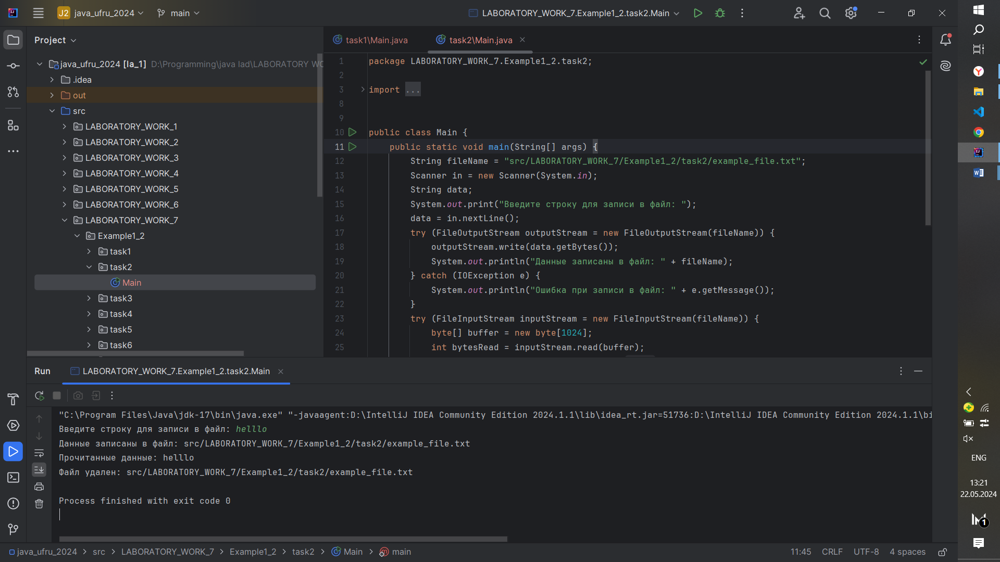 J2 java_ufru_2024 main LABORATORY_WORK_7.Example1_2.task2.Main
Project
java_ufru_2024 [la_1] D:\Programming\java lad\LABORATORY WO
.idea
out
src
LABORATORY_WORK_1
LABORATORY_WORK_2
LABORATORY_WORK_3
LABORATORY_WORK_4
LABORATORY_WORK_5
LABORATORY_WORK_6
LABORATORY_WORK_7
Example1_2
task1
task2
Main
task3
task4
task5
task6
task1\Main.java task2\Main.java
1 package LABORATORY_WORK_7.Example1_2.task2;
2
3 import ...
8
9
10 public class Main {
11 public static void main(String[] args) {
12 String fileName = "src/LABORATORY_WORK_7/Example1_2/task2/example_file.txt";
13 Scanner in = new Scanner(System.in);
14 String data;
15 System.out.print("Введите строку для записи в файл: ");
16 data = in.nextLine();
17 try (FileOutputStream outputStream = new FileOutputStream(fileName)) {
18 outputStream.write(data.getBytes());
19 System.out.println("Данные записаны в файл: " + fileName);
20 } catch (IOException e) {
21 System.out.println("Ошибка при записи в файл: " + e.getMessage());
22 }
23 try (FileInputStream inputStream = new FileInputStream(fileName)) {
24 byte[] buffer = new byte[1024];
25 int bytesRead = inputStream.read(buffer);
Run LABORATORY_WORK_7.Example1_2.task2.Main
"C:\Program Files\Java\jdk-17\bin\java.exe" "-javaagent:D:\IntelliJ IDEA Community Edition 2024.1.1\lib\idea_rt.jar=51736:D:\IntelliJ IDEA Community Edition 2024.1.1\bi
Введите строку для записи в файл: helllo
Данные записаны в файл: src/LABORATORY_WORK_7/Example1_2/task2/example_file.txt
Прочитанные данные: helllo
Файл удален: src/LABORATORY_WORK_7/Example1_2/task2/example_file.txt
Process finished with exit code 0
java_ufru_2024 > src > LABORATORY_WORK_7 > Example1_2 > task2 > Main > main
11:45 CRLF UTF-8 4 spaces
ENG
13:21
22.05.2024
1